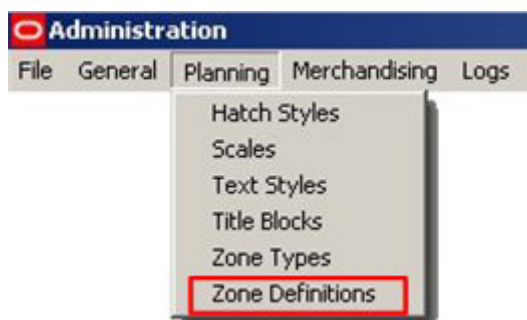 Administration
File General Planning Merchandising Logs
Hatch Styles
Scales
Text Styles
Title Blocks
Zone Types
Zone Definitions